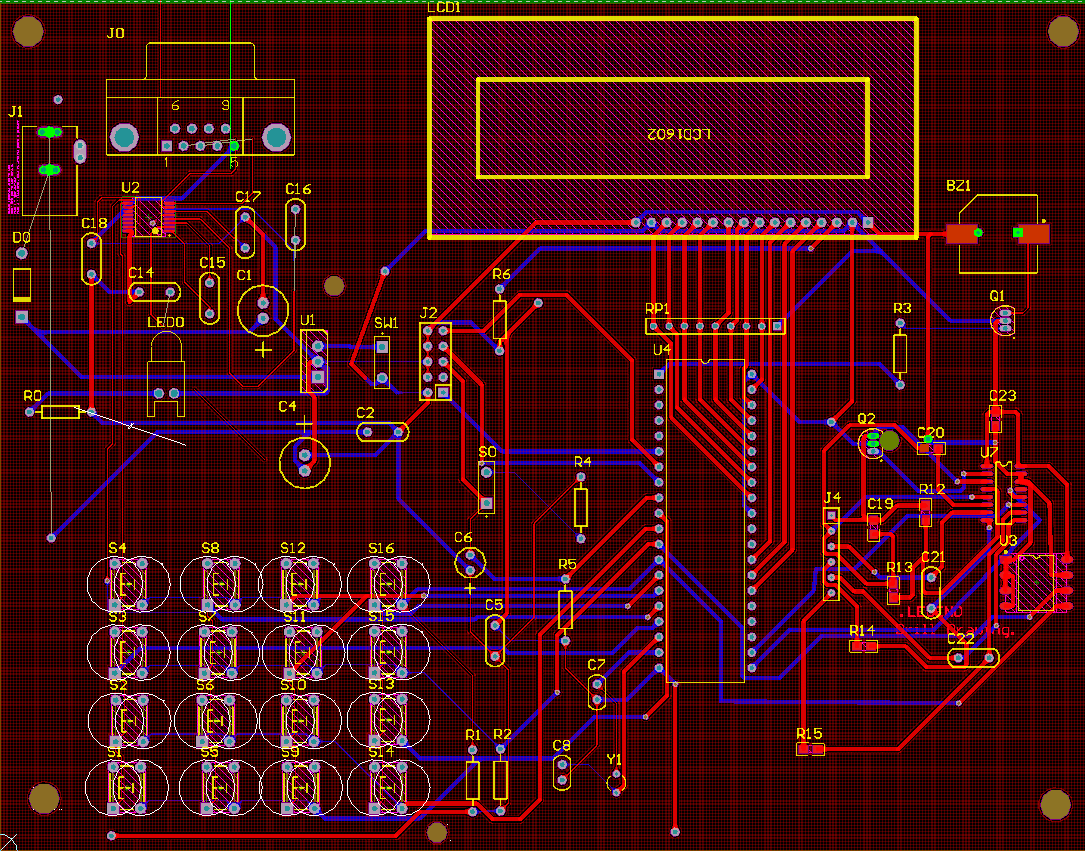 LCD1
J0
6 9
J1
LCD1602
1 5
U2
BZ1
C17
C16
C18
D0
C15
C14
C1
R6
Q1
LED0
U1
SW1
J2
RP1
R3
U4
R0
C4
C2
C23
Q2
C20
S0
R4
U7
R12
J4
C19
C6
U3
S4
S8
S12
S16
R5
C21
R13
C5
S3
S7
S11
S15
.LEGEND
Drill Drawing.
R14
C22
C7
S2
S6
S10
S13
R1
R2
R15
S1
S5
S9
S14
C8
Y1